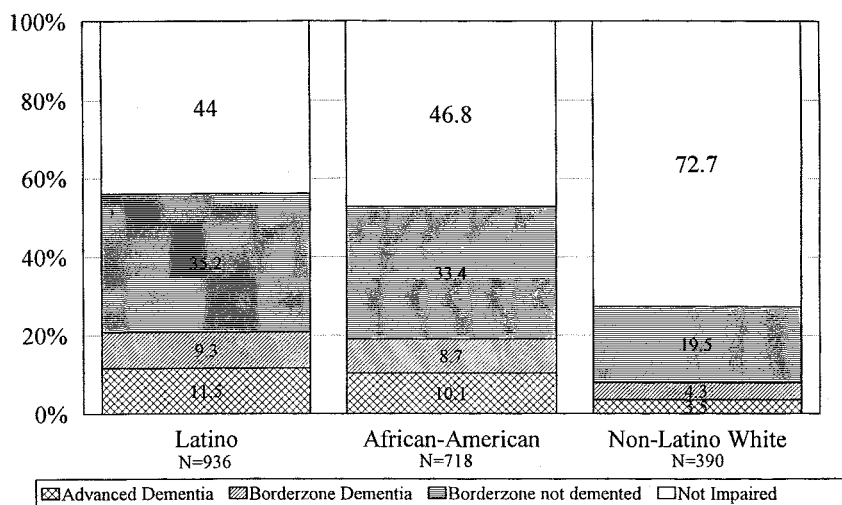 100%
80%
60%
40%
20%
0%
44
35.2
9.3
11.5
46.8
33.4
8.7
10.1
72.7
19.5
4.3
3.5
Latino
N=936
African-American
N=718
Non-Latino White
N=390
Advanced Dementia Borderzone Dementia Borderzone not demented Not Impaired